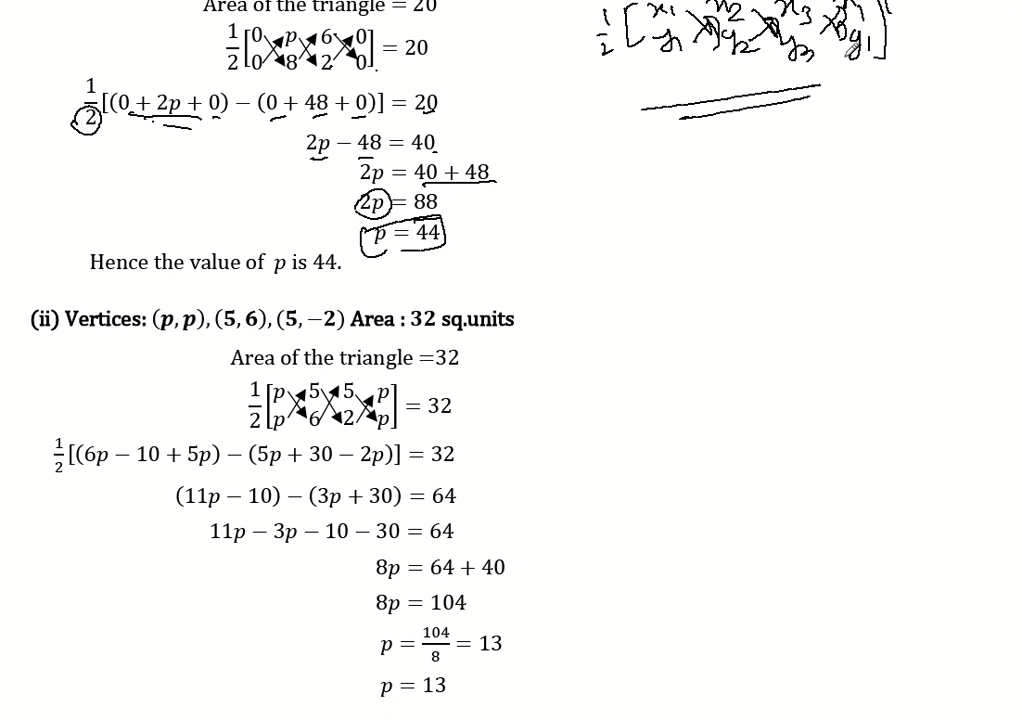 Area of the triangle = 20
1/2 [0 p 6 0
0 8 2 0] = 20
1/2 [(0 + 2p + 0) − (0 + 48 + 0)] = 20
2p − 48 = 40
2p = 40 + 48
2p = 88
p = 44
Hence the value of p is 44.
1/2 [x1 x2 x3 x1
y1 y2 y3 y1]
(ii) Vertices: (p, p), (5, 6), (5, −2) Area : 32 sq.units
Area of the triangle =32
1/2 [p 5 5 p
p 6 2 p] = 32
1/2 [(6p − 10 + 5p) − (5p + 30 − 2p)] = 32
(11p − 10) − (3p + 30) = 64
11p − 3p − 10 − 30 = 64
8p = 64 + 40
8p = 104
p = 104/8 = 13
p = 13